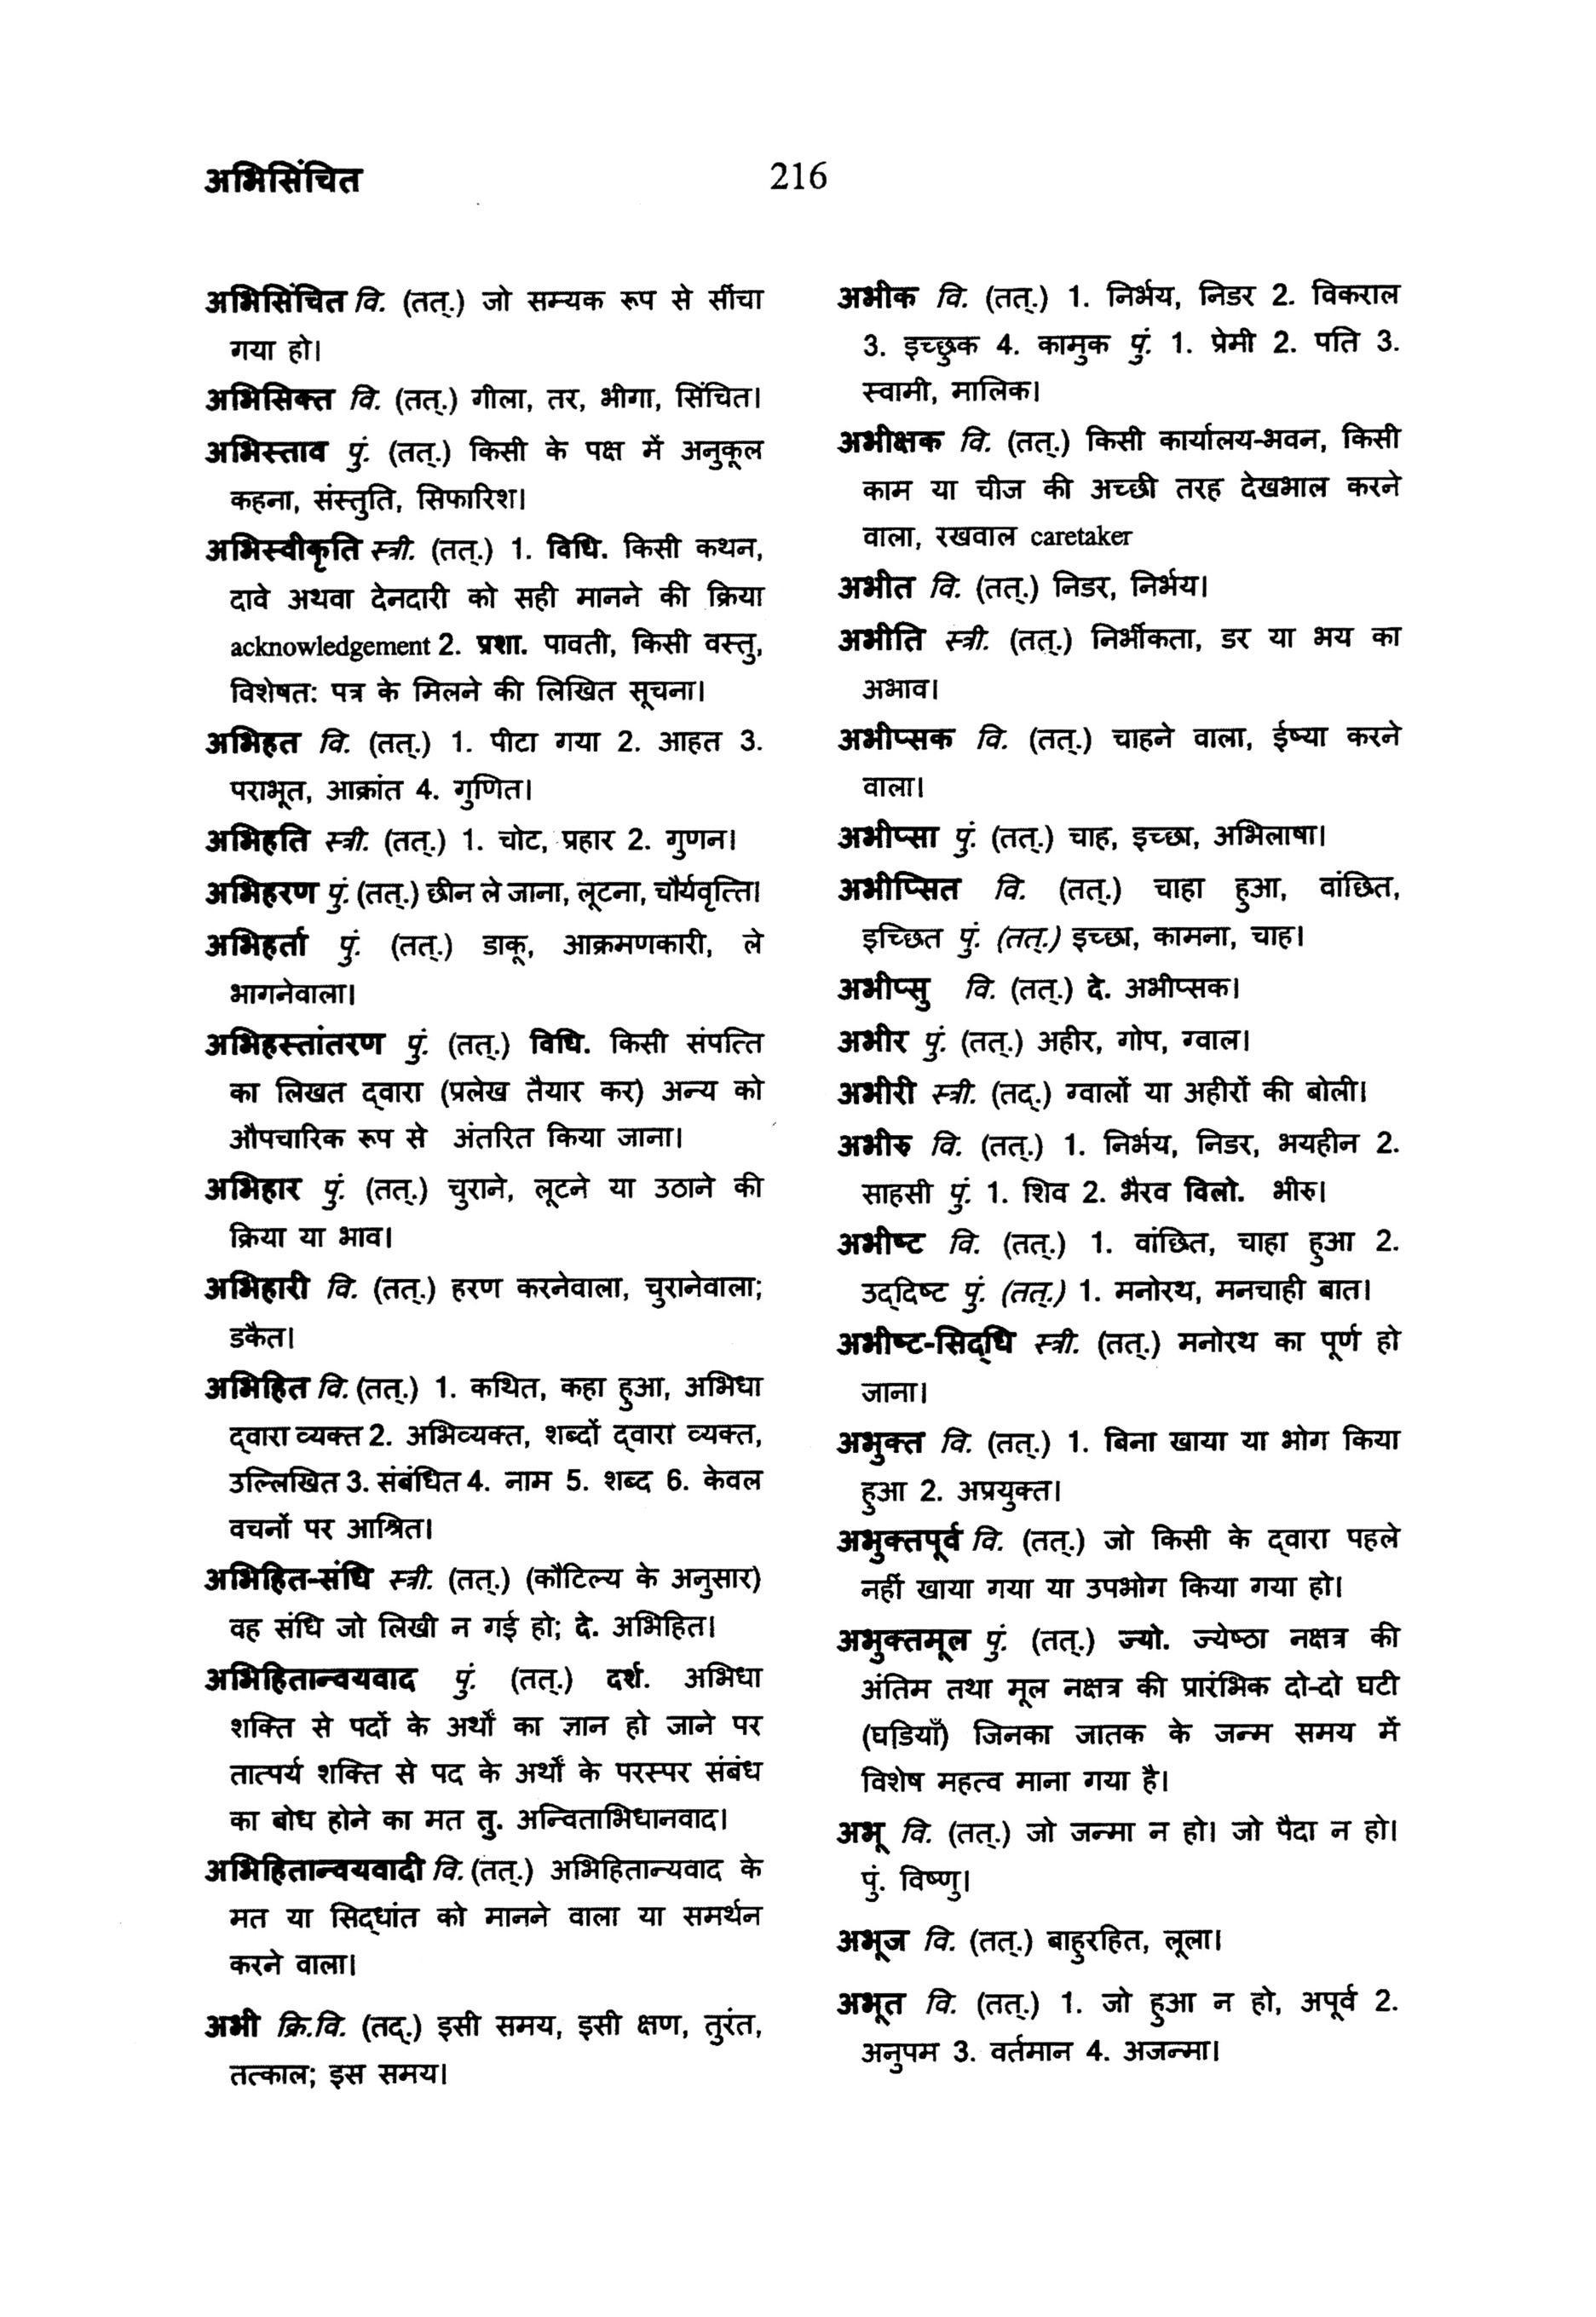 अभिसिंचित
216
अभिसिंचित वि. (तत्.) जो सम्यक रूप से सींचा
गया हो।
अभिसिक्त वि. (तत्.) गीला, तर, भीगा, सिंचित।
अभिस्ताव पुं. (तत्.) किसी के पक्ष में अनुकूल
कहना, संस्तुति, सिफारिश।
अभिस्वीकृति स्त्री. (तत्.) 1. विधि. किसी कथन,
दावे अथवा देनदारी को सही मानने की क्रिया
acknowledgement 2. प्रशा. पावती, किसी वस्तु,
विशेषत: पत्र के मिलने की लिखित सूचना।
अभिहत वि. (तत्.) 1. पीटा गया 2. आहत 3.
पराभूत, आक्रांत 4. गुणित।
अभिहति स्त्री. (तत्.) 1. चोट, प्रहार 2. गुणन।
अभिहरण पुं. (तत्.) छीन ले जाना, लूटना, चौर्यवृत्ति।
अभिहर्ता पुं. (तत्.) डाकू, आक्रमणकारी, ले
भागनेवाला।
अभिहस्तांतरण पुं. (तत्.) विधि. किसी संपत्ति
का लिखत द्‌वारा (प्रलेख तैयार कर) अन्य को
औपचारिक रूप से अंतरित किया जाना।
अभिहार पुं. (तत्.) चुराने, लूटने या उठाने की
क्रिया या भाव।
अभिहारी वि. (तत्.) हरण करनेवाला, चुरानेवाला;
डकैत।
अभिहित वि. (तत्.) 1. कथित, कहा हुआ, अभिधा
द्‌वारा व्यक्त 2. अभिव्यक्त, शब्दों द्‌वारा व्यक्त,
उल्लिखित 3. संबंधित 4. नाम 5. शब्द 6. केवल
वचनों पर आश्रित।
अभिहित-संधि स्त्री. (तत्.) (कौटिल्य के अनुसार)
वह संधि जो लिखी न गई हो; दे. अभिहित।
अभिहितान्वयवाद पुं. (तत्.) दर्श. अभिधा
शक्ति से पदों के अर्थों का ज्ञान हो जाने पर
तात्पर्य शक्ति से पद के अर्थों के परस्पर संबंध
का बोध होने का मत तु. अन्विताभिधानवाद।
अभिहितान्वयवादी वि. (तत्.) अभिहितान्यवाद के
मत या सिद्‌धांत को मानने वाला या समर्थन
करने वाला।
अभी क्रि.वि. (तद्.) इसी समय, इसी क्षण, तुरंत,
तत्काल; इस समय।
अभीक वि. (तत्.) 1. निर्भय, निडर 2. विकराल
3. इच्छुक 4. कामुक पुं. 1. प्रेमी 2. पति 3.
स्वामी, मालिक।
अभीक्षक वि. (तत्.) किसी कार्यालय-भवन, किसी
काम या चीज की अच्छी तरह देखभाल करने
वाला, रखवाल caretaker
अभीत वि. (तत्.) निडर, निर्भय।
अभीति स्त्री. (तत्.) निर्भीकता, डर या भय का
अभाव।
अभीप्सक वि. (तत्.) चाहने वाला, ईष्या करने
वाला।
अभीप्सा पुं. (तत्.) चाह, इच्छा, अभिलाषा।
अभीप्सित वि. (तत्.) चाहा हुआ, वांछित,
इच्छित पुं. (तत्.) इच्छा, कामना, चाह।
अभीप्सु वि. (तत्.) दे. अभीप्सक।
अभीर पुं. (तत्.) अहीर, गोप, ग्वाल।
अभीरी स्त्री. (तद्.) ग्वालों या अहीरों की बोली।
अभीरु वि. (तत्.) 1. निर्भय, निडर, भयहीन 2.
साहसी पुं. 1. शिव 2. भैरव विलो. भीरु।
अभीष्ट वि. (तत्.) 1. वांछित, चाहा हुआ 2.
उद्‌दिष्ट पुं. (तत्.) 1. मनोरथ, मनचाही बात।
अभीष्ट-सिद्‌धि स्त्री. (तत्.) मनोरथ का पूर्ण हो
जाना।
अभुक्त वि. (तत्.) 1. बिना खाया या भोग किया
हुआ 2. अप्रयुक्त।
अभुक्तपूर्व वि. (तत्.) जो किसी के द्‌वारा पहले
नहीं खाया गया या उपभोग किया गया हो।
अभुक्तमूल पुं. (तत्.) ज्यो. ज्येष्ठा नक्षत्र की
अंतिम तथा मूल नक्षत्र की प्रारंभिक दो-दो घटी
(घडियाँ) जिनका जातक के जन्म समय में
विशेष महत्व माना गया है।
अभू वि. (तत्.) जो जन्मा न हो। जो पैदा न हो।
पुं. विष्णु।
अभूज वि. (तत्.) बाहुरहित, लूला।
अभूत वि. (तत्.) 1. जो हुआ न हो, अपूर्व 2.
अनुपम 3. वर्तमान 4. अजन्मा।